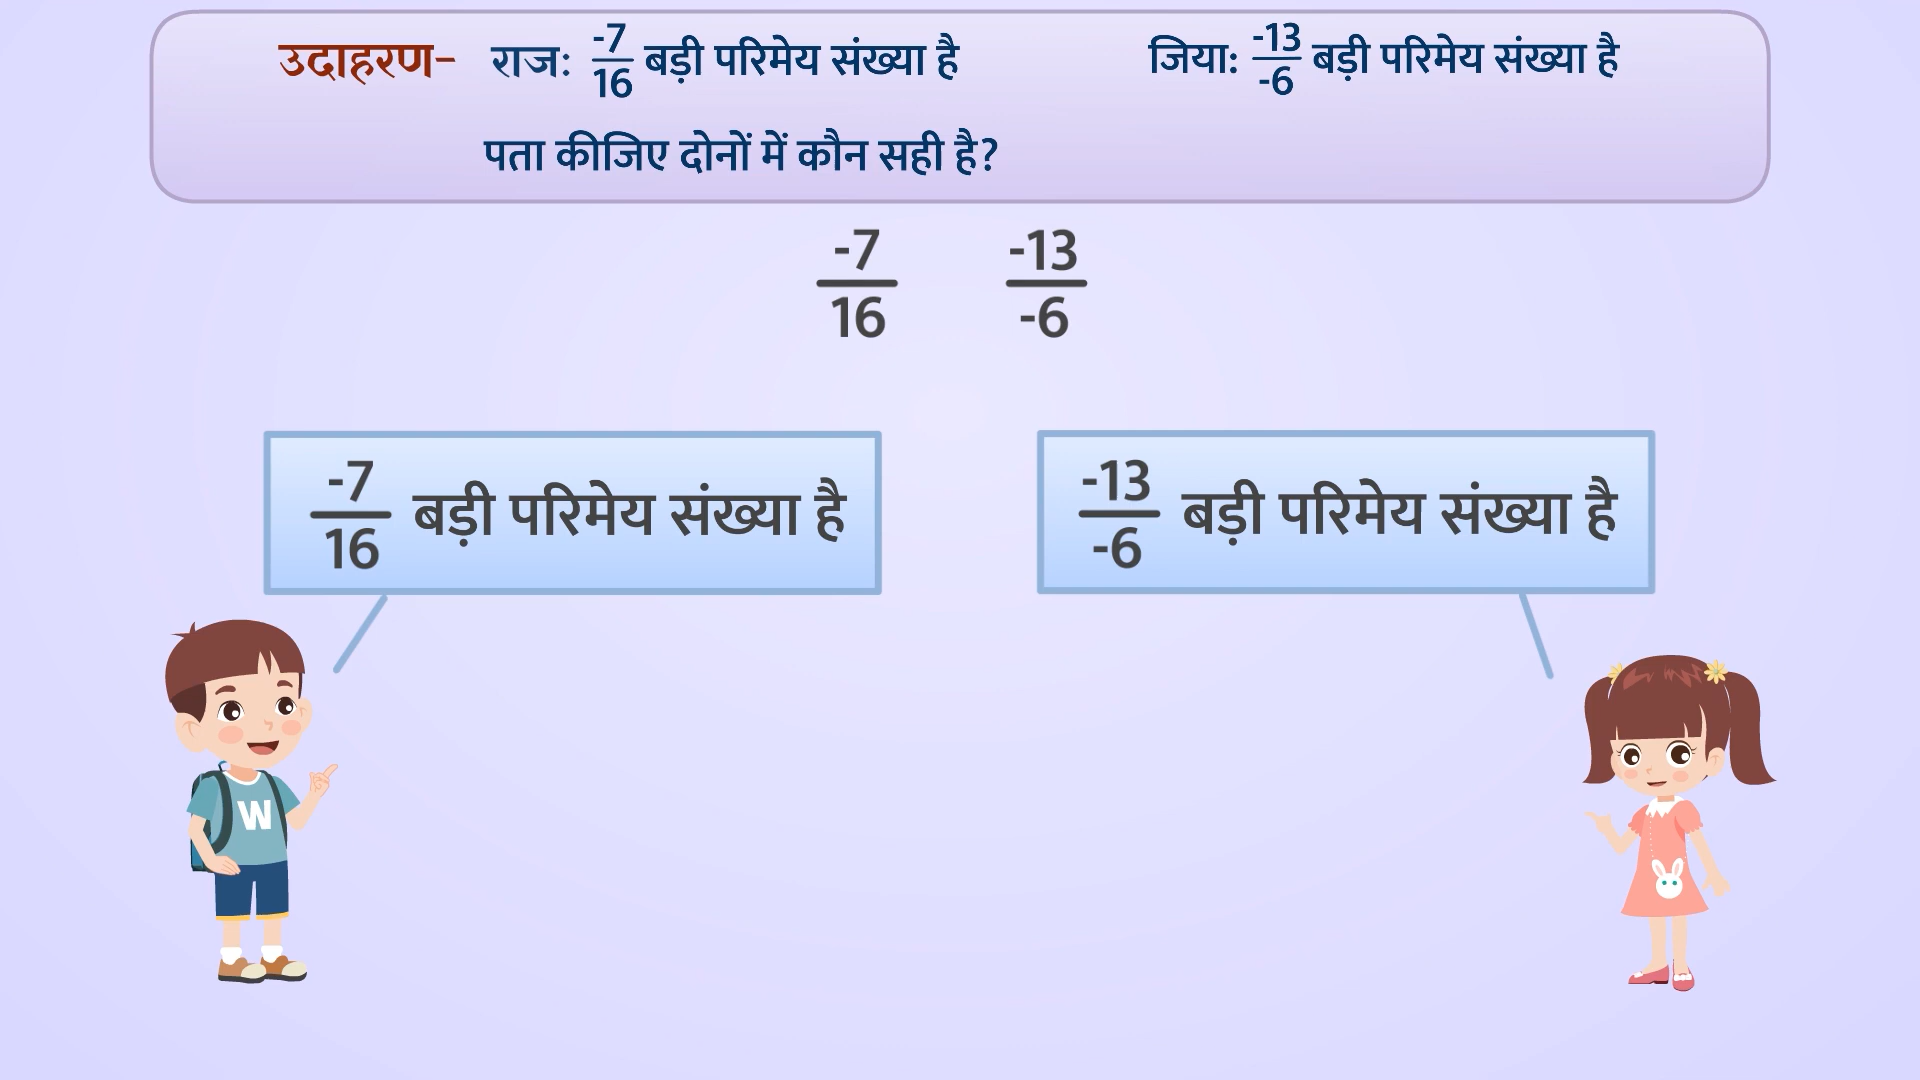 उदाहरण- राज: -7/16 बड़ी परिमेय संख्या है जिया: -13/-6 बड़ी परिमेय संख्या है
पता कीजिए दोनों में कौन सही है?
-7/16 -13/-6
-7/16 बड़ी परिमेय संख्या है
-13/-6 बड़ी परिमेय संख्या है
W